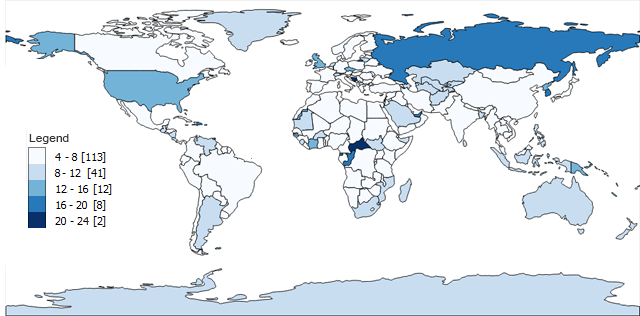 Legend
4 - 8 [113]
8 - 12 [41]
12 - 16 [12]
16 - 20 [8]
20 - 24 [2]